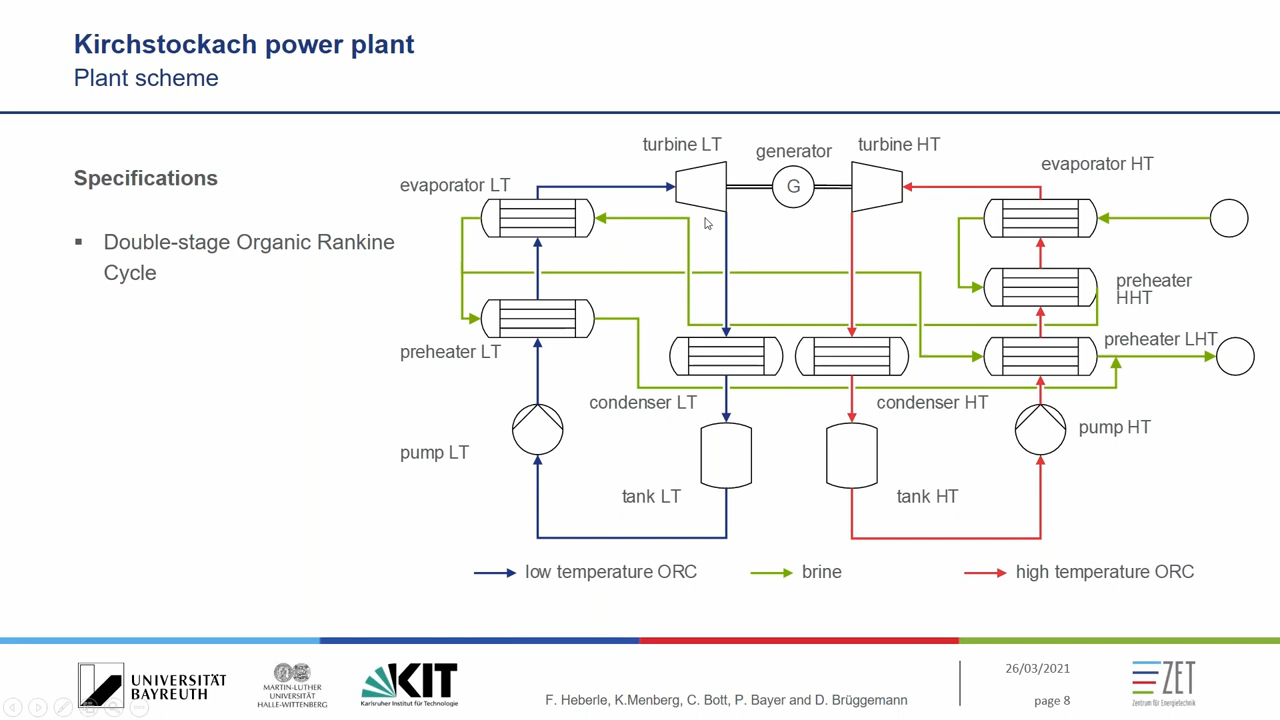 Kirchstockach power plant
Plant scheme
Specifications
▪ Double-stage Organic Rankine
Cycle
turbine LT
generator
turbine HT
evaporator HT
evaporator LT
G
preheater
HHT
preheater LHT
preheater LT
condenser LT
condenser HT
pump HT
pump LT
tank LT
tank HT
low temperature ORC
brine
high temperature ORC
UNIVERSITÄT
BAYREUTH
MARTIN-LUTHER
UNIVERSITÄT
HALLE-WITTENBERG
KIT
Karlsruher Institut für Technologie
F. Heberle, K.Menberg, C. Bott, P. Bayer and D. Brüggemann
26/03/2021
page 8
ZET
Zentrum für Energietechnik